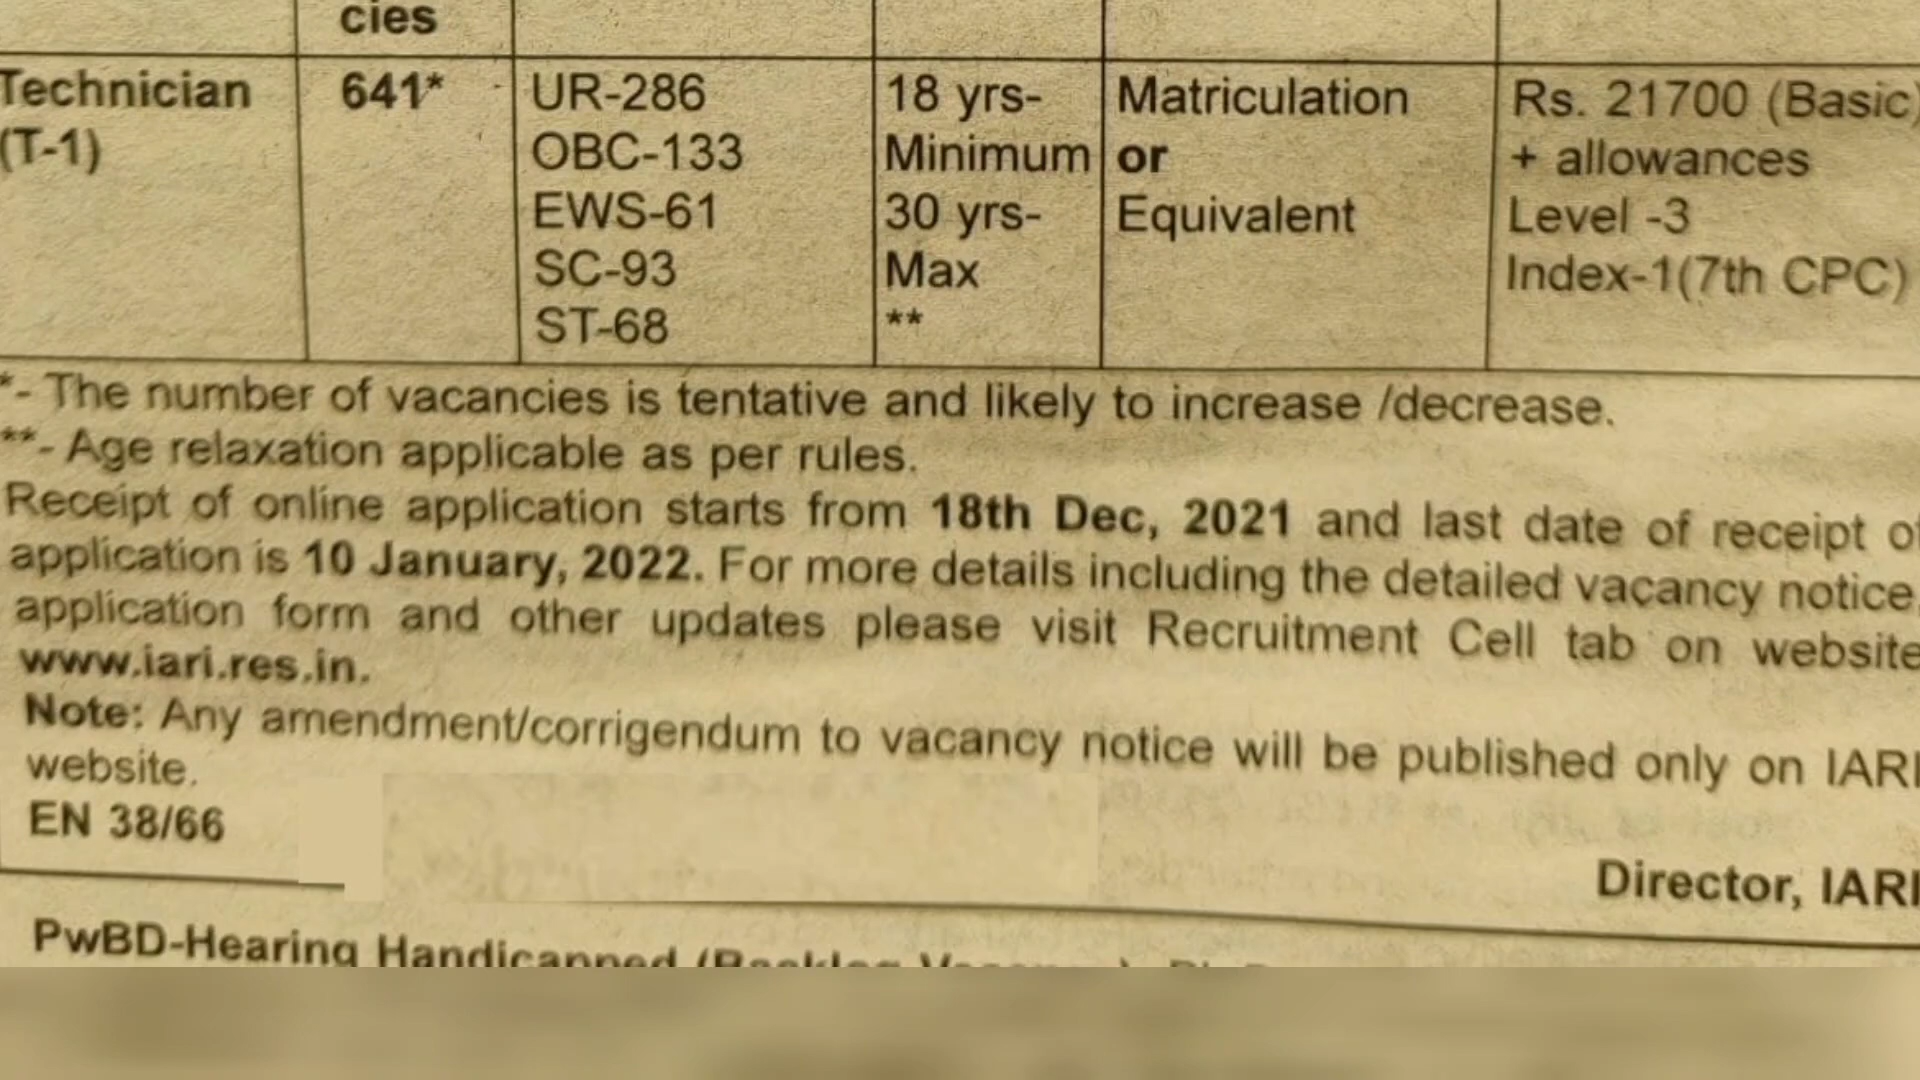 cies
Technician
(T-1)
641*
UR-286
OBC-133
EWS-61
SC-93
ST-68
18 yrs-
Minimum
30 yrs-
Max
**
Matriculation
or
Equivalent
Rs. 21700 (Basic)
+ allowances
Level -3
Index-1(7th CPC)
*- The number of vacancies is tentative and likely to increase /decrease.
**- Age relaxation applicable as per rules.
Receipt of online application starts from 18th Dec, 2021 and last date of receipt of
application is 10 January, 2022. For more details including the detailed vacancy notice,
application form and other updates please visit Recruitment Cell tab on website
www.iari.res.in.
Note: Any amendment/corrigendum to vacancy notice will be published only on IARI
website.
EN 38/66
Director, IARI
PwBD-Hearing Handicapped (Backlog